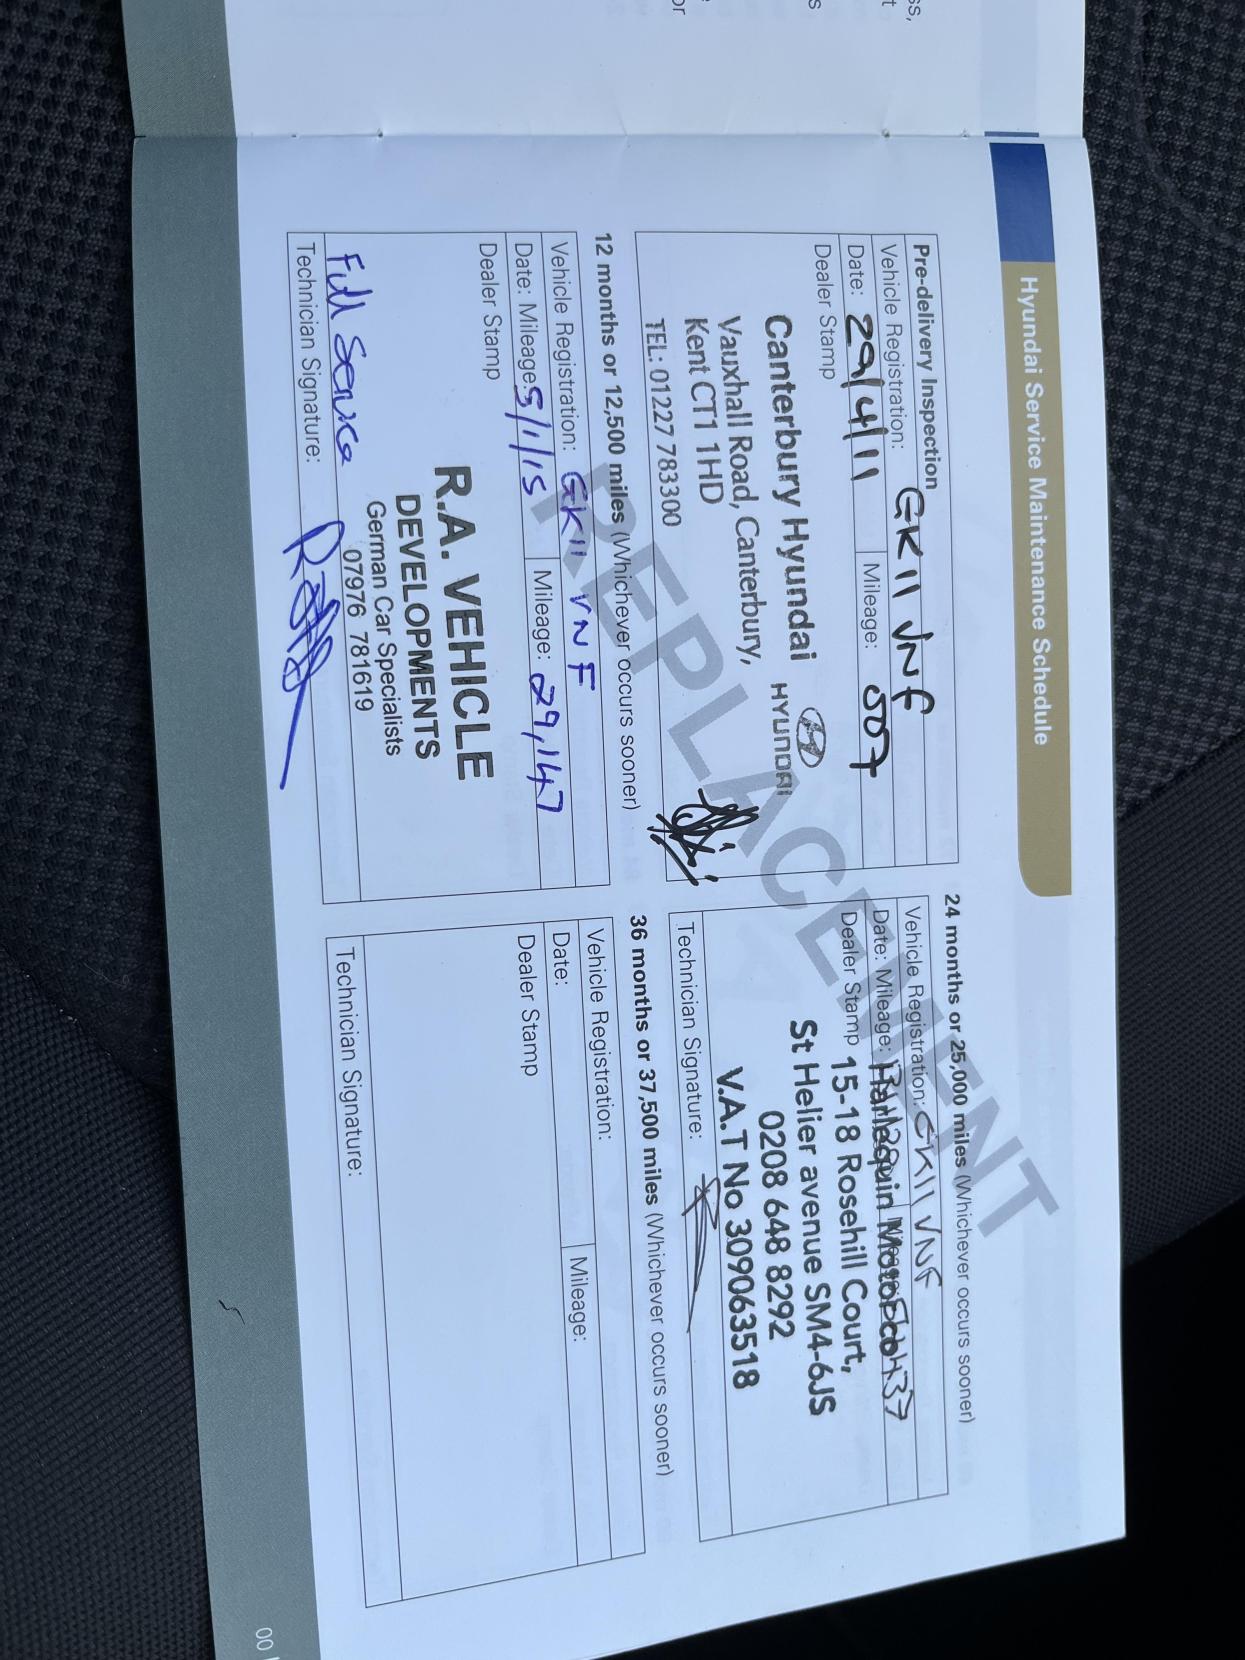 Hyundai Service Maintenance Schedule
Pre-delivery Inspection
Vehicle Registration: GK11 VNF
Date: 29/4/11 Mileage: 007
Dealer Stamp
Canterbury Hyundai
HYUNDAI
Vauxhall Road, Canterbury,
Kent CT1 1HD
TEL: 01227 783300
12 months or 12,500 miles (Whichever occurs sooner)
Vehicle Registration: GK11 VNF
Date: Mileage: 5/1/15 Mileage: 29,147
Dealer Stamp
R.A. VEHICLE
DEVELOPMENTS
German Car Specialists
07976 781619
Full Service
Technician Signature:
24 months or 25,000 miles (Whichever occurs sooner)
Vehicle Registration: GK11 VNF
Date: Mileage: Harlequin Motor
Dealer Stamp 15-18 Rosehill Court,
St Helier avenue SM4-6JS
0208 648 8292
V.A.T No 309063518
Technician Signature:
36 months or 37,500 miles (Whichever occurs sooner)
Vehicle Registration:
Date: Mileage:
Dealer Stamp
Technician Signature:
REPLACEMENT
00